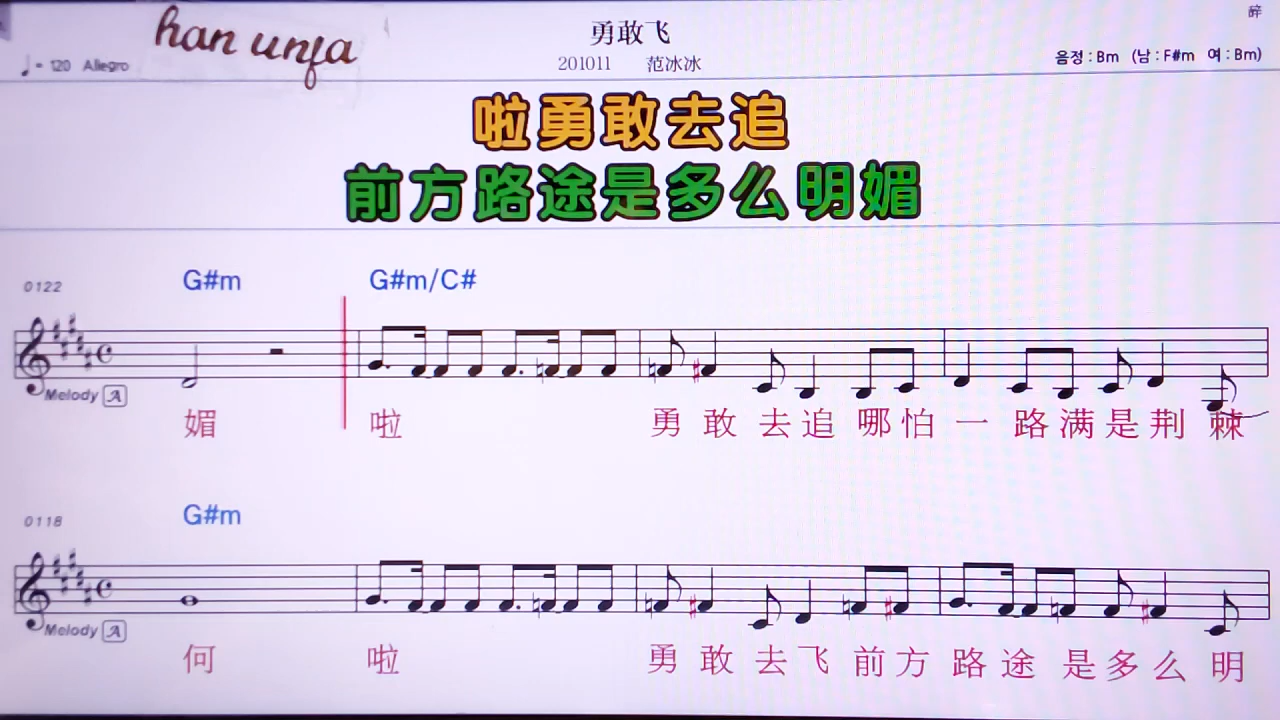 han unfa
醉
勇敢飞
♩= 120 Allegro
201011 范冰冰
음정 : Bm (남 : F#m 여 : Bm)
啦勇敢去追
前方路途是多么明媚
0122 G#m G#m/C#
Melody A
媚 啦 勇敢去追哪怕一路满是荆棘
0118 G#m
Melody A
何 啦 勇敢去飞前方路途是多么明